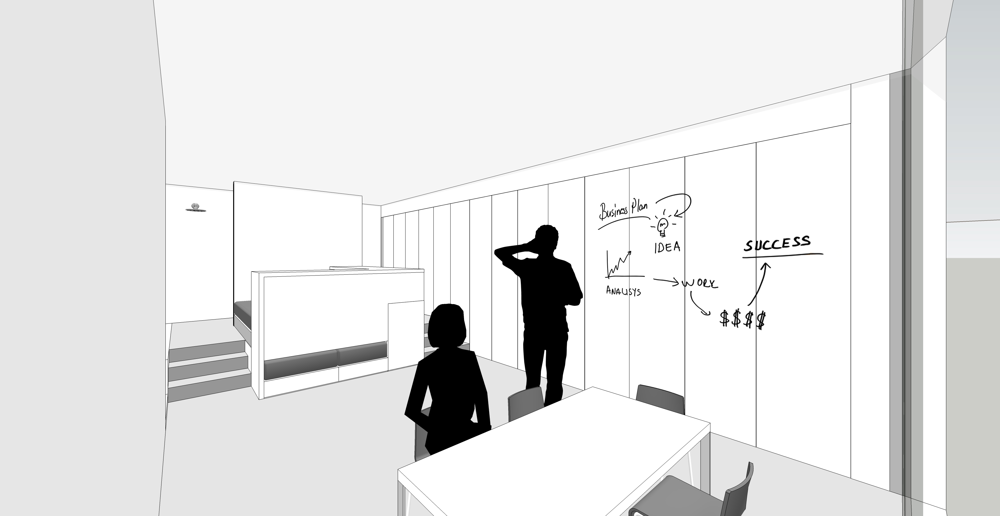 Business Plan
IDEA
ANALISYS
WORK
$$$$
SUCCESS